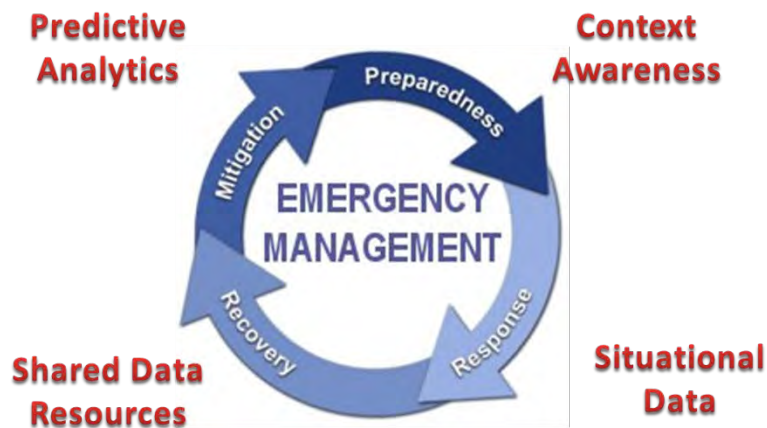 Predictive
Analytics
Context
Awareness
Preparedness
Mitigation
EMERGENCY
MANAGEMENT
Response
Recovery
Shared Data
Resources
Situational
Data